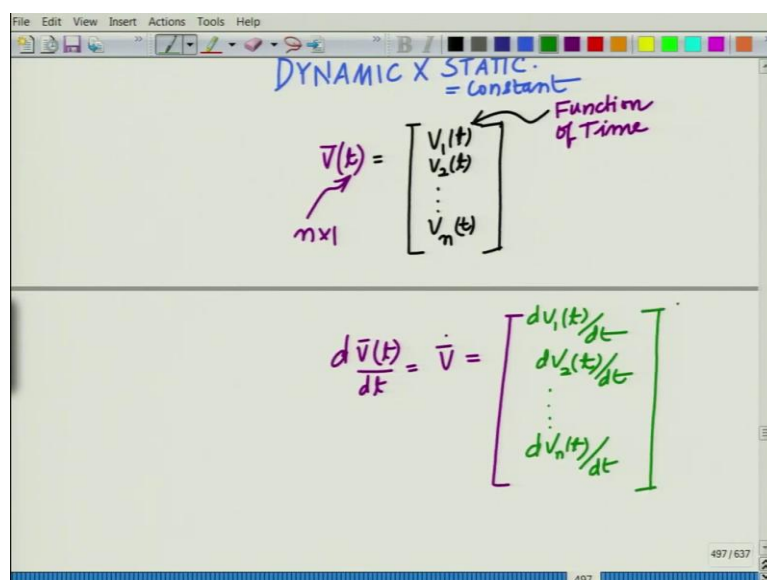 File Edit View Insert Actions Tools Help
DYNAMIC X STATIC.
= Constant
Function
of Time
V̄(t) = [ V₁(t)
V₂(t)
⋮
Vₙ(t) ]
n×1
d V̄(t)/dt = V̄̇ = [ dV₁(t)/dt
dV₂(t)/dt
⋮
dVₙ(t)/dt ]
497/637
497